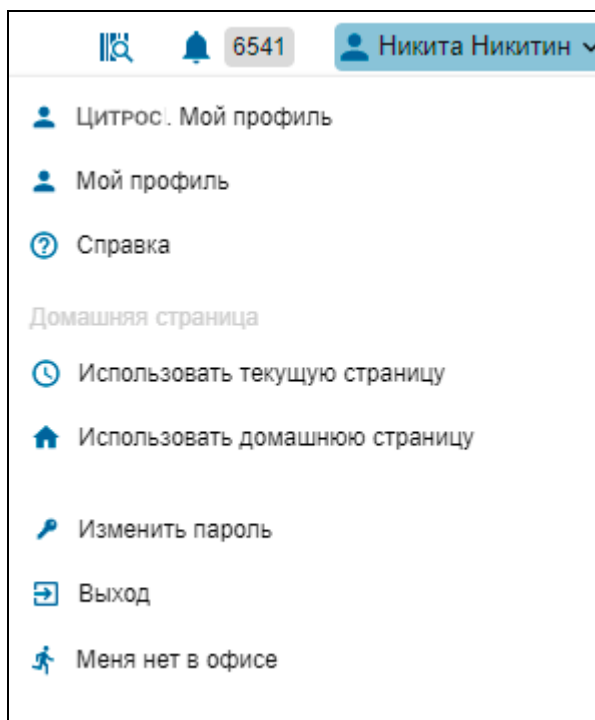 6541
Никита Никитин
Цитрос. Мой профиль
Мой профиль
Справка
Домашняя страница
Использовать текущую страницу
Использовать домашнюю страницу
Изменить пароль
Выход
Меня нет в офисе